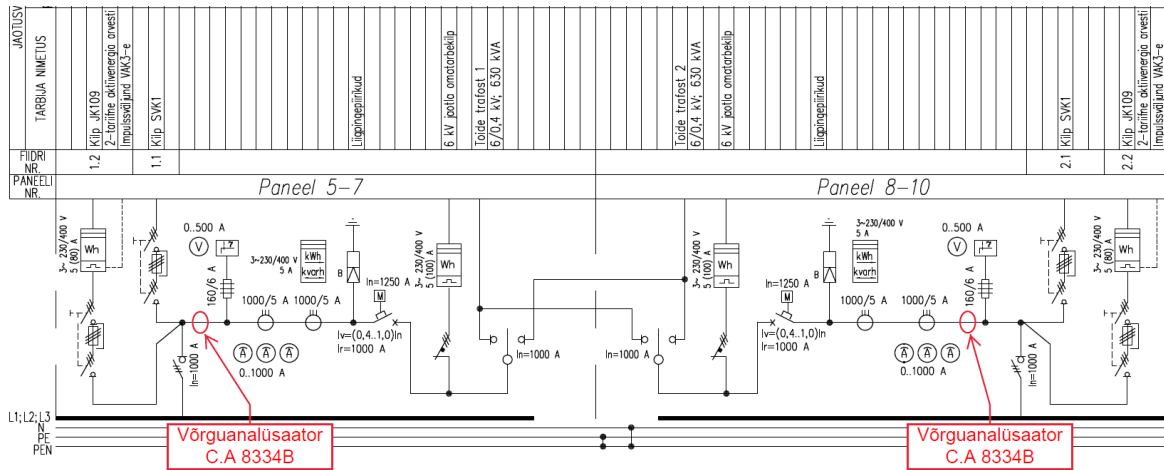 JAOTUSV
TARBIJA NIMETUS
1.2 Kilp JK109
2-tariifne aktiivenergia arvesti
Impulssväljund VAK3-e
1.1 Kilp SVK1
Liigpingepiirikud
6 kV jaotla omatarbekilp
Toide trafost 1
6/0,4 kV; 630 kVA
Toide trafost 2
6/0,4 kV; 630 kVA
6 kV jaotla omatarbekilp
Liigpingepiirikud
2.1 Kilp SVK1
2.2 Kilp JK109
2-tariifne aktiivenergia arvesti
Impulssväljund VAK3-e
FIIDRI
NR.
PANEELI
NR.
Paneel 5-7
Paneel 8-10
3~ 230/400 V
5 (80) A
Wh
0..500 A
V
160/6 A
3~230/400 V
5 A
kWh
kvarh
1000/5 A
1000/5 A
B
In=1250 A
M
Iv=(0,4..1,0)In
Ir=1000 A
3~ 230/400 V
5 (100) A
Wh
In=1000 A
A A A
0..1000 A
In=1000 A
In=1000 A
3~ 230/400 V
5 (100) A
Wh
In=1250 A
M
Iv=(0,4..1,0)In
Ir=1000 A
B
3~230/400 V
5 A
kWh
kvarh
1000/5 A
1000/5 A
A A A
0..1000 A
0..500 A
V
160/6 A
In=1000 A
3~ 230/400 V
5 (80) A
Wh
L1; L2; L3
N
PE
PEN
Võrguanalüsaator
C.A 8334B
Võrguanalüsaator
C.A 8334B